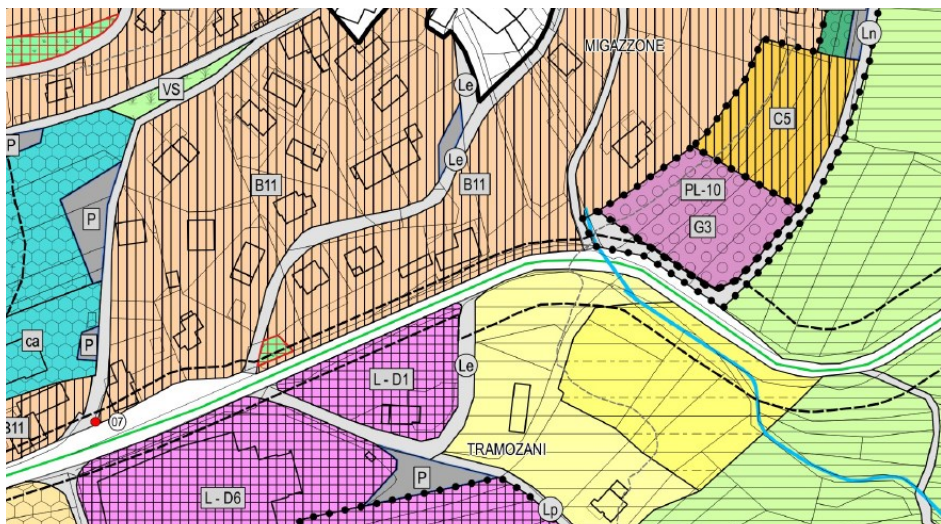 MIGAZZONE
Ln
VS
Le
C5
P
Le
B11
B11
PL-10
P
G3
ca
P
Le
L - D1
07
B11
TRAMOZANI
P
L - D6
Lp